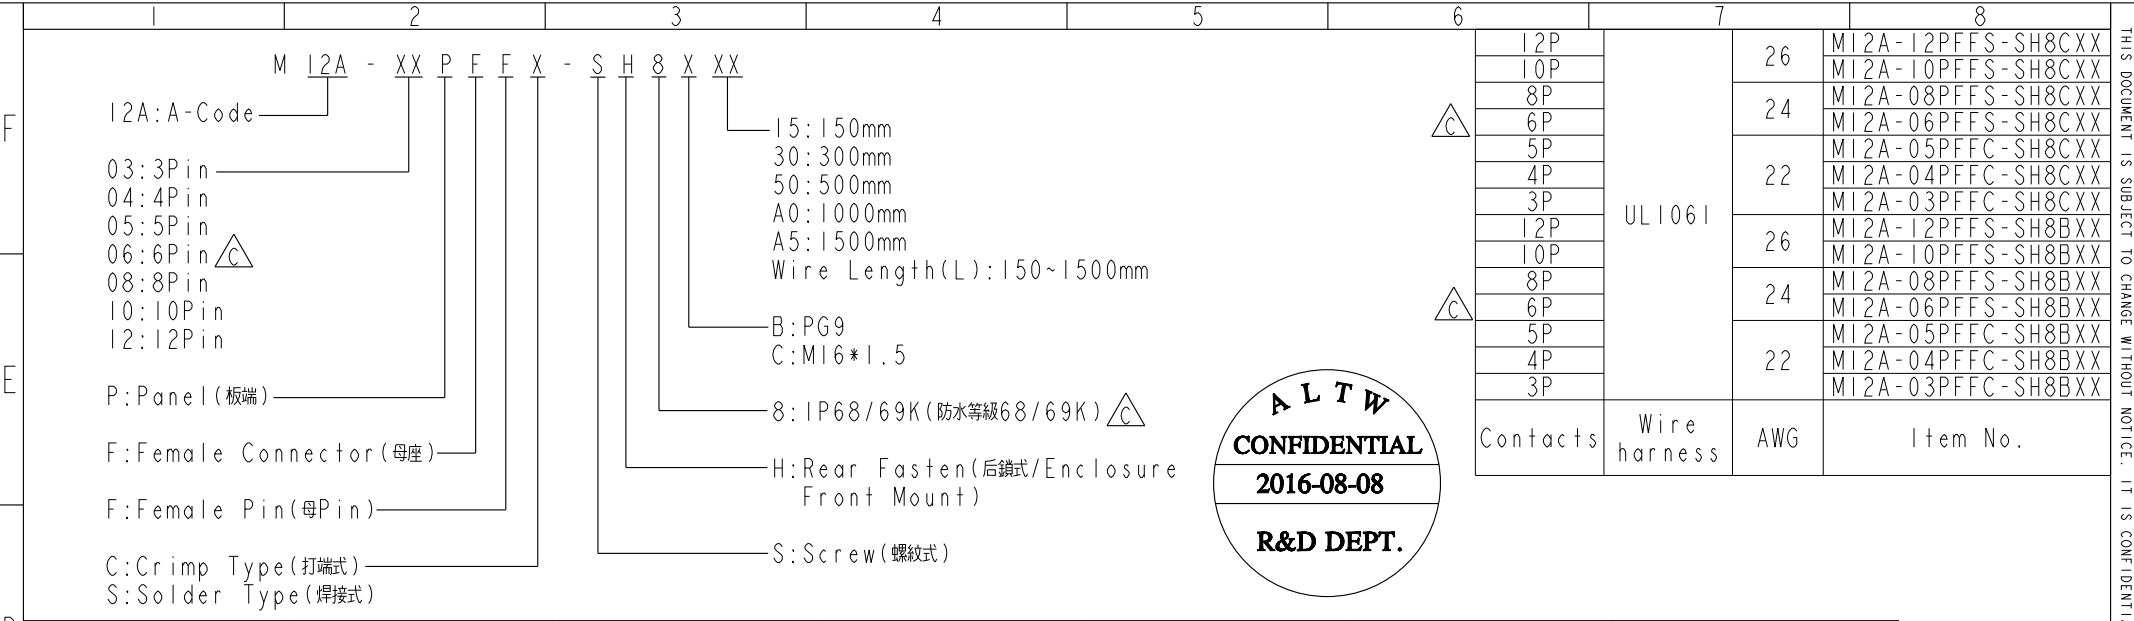 1 2 3 4 5 6 7 8
F
E
M 12A - XX P F F X - S H 8 X XX
12A:A-Code
03:3Pin
04:4Pin
05:5Pin
06:6Pin C
08:8Pin
10:10Pin
12:12Pin
P:Panel(板端)
F:Female Connector(母座)
F:Female Pin(母Pin)
C:Crimp Type(打端式)
S:Solder Type(焊接式)
15:150mm
30:300mm
50:500mm
A0:1000mm
A5:1500mm
Wire Length(L):150~1500mm
B:PG9
C:M16*1.5
8:IP68/69K(防水等級68/69K) C
H:Rear Fasten(后鎖式/Enclosure
Front Mount)
S:Screw(螺紋式)
ALTW
CONFIDENTIAL
2016-08-08
R&D DEPT.
12P UL1061 26 M12A-12PFFS-SH8CXX
10P M12A-10PFFS-SH8CXX
8P 24 M12A-08PFFS-SH8CXX
C 6P M12A-06PFFS-SH8CXX
5P 22 M12A-05PFFC-SH8CXX
4P M12A-04PFFC-SH8CXX
3P M12A-03PFFC-SH8CXX
12P 26 M12A-12PFFS-SH8BXX
10P M12A-10PFFS-SH8BXX
8P 24 M12A-08PFFS-SH8BXX
C 6P M12A-06PFFS-SH8BXX
5P 22 M12A-05PFFC-SH8BXX
4P M12A-04PFFC-SH8BXX
3P M12A-03PFFC-SH8BXX
Contacts Wire harness AWG Item No.
THIS DOCUMENT IS SUBJECT TO CHANGE WITHOUT NOTICE. IT IS